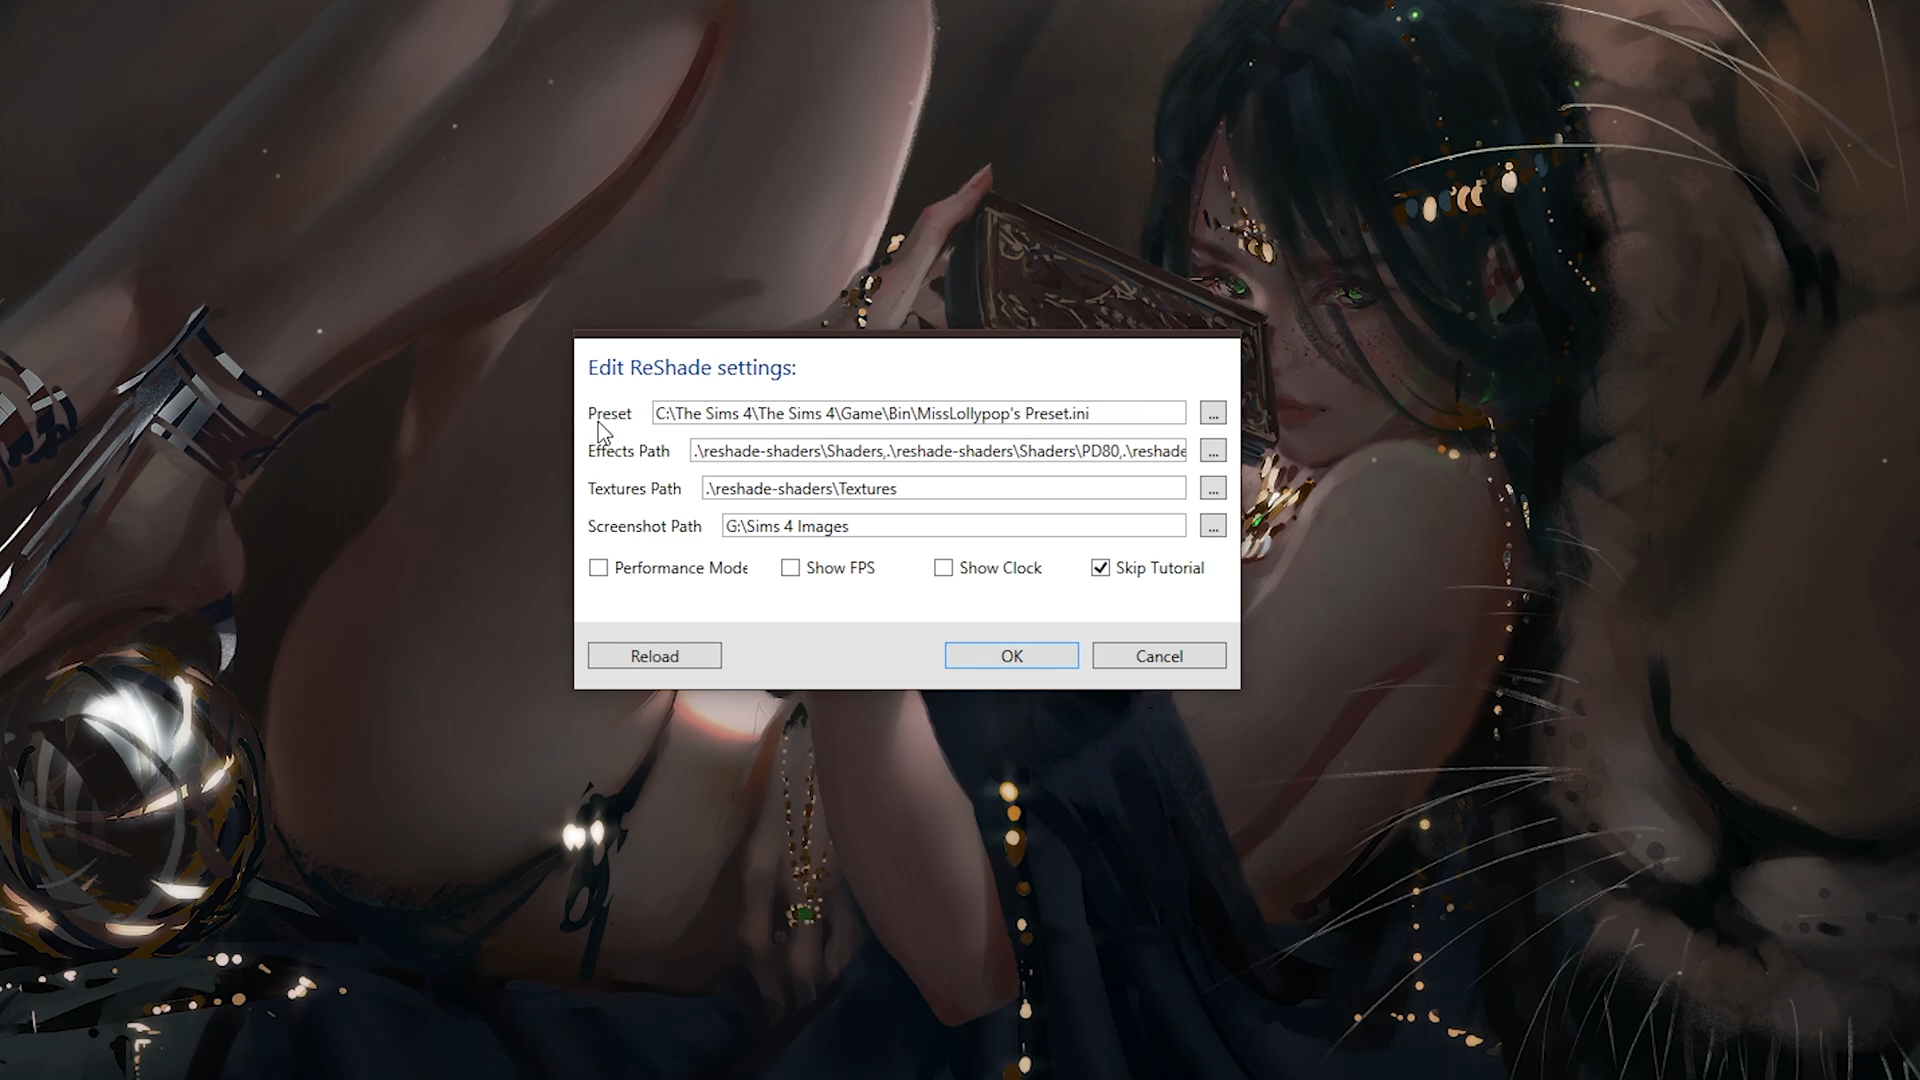 Edit ReShade settings:
Preset C:\The Sims 4\The Sims 4\Game\Bin\MissLollypop's Preset.ini ...
Effects Path .\reshade-shaders\Shaders,.\reshade-shaders\Shaders\PD80,.\reshade ...
Textures Path .\reshade-shaders\Textures ...
Screenshot Path G:\Sims 4 Images ...
Performance Mode Show FPS Show Clock Skip Tutorial
Reload OK Cancel